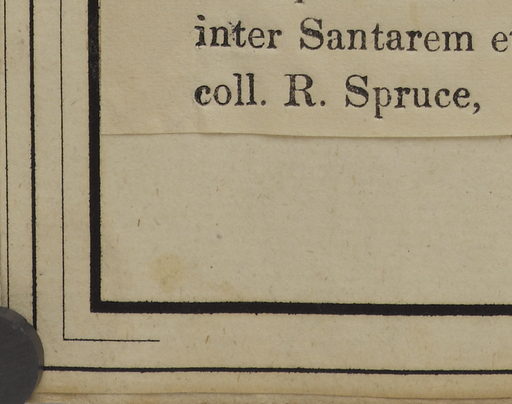 inter Santarem
coll. R. Spruce,